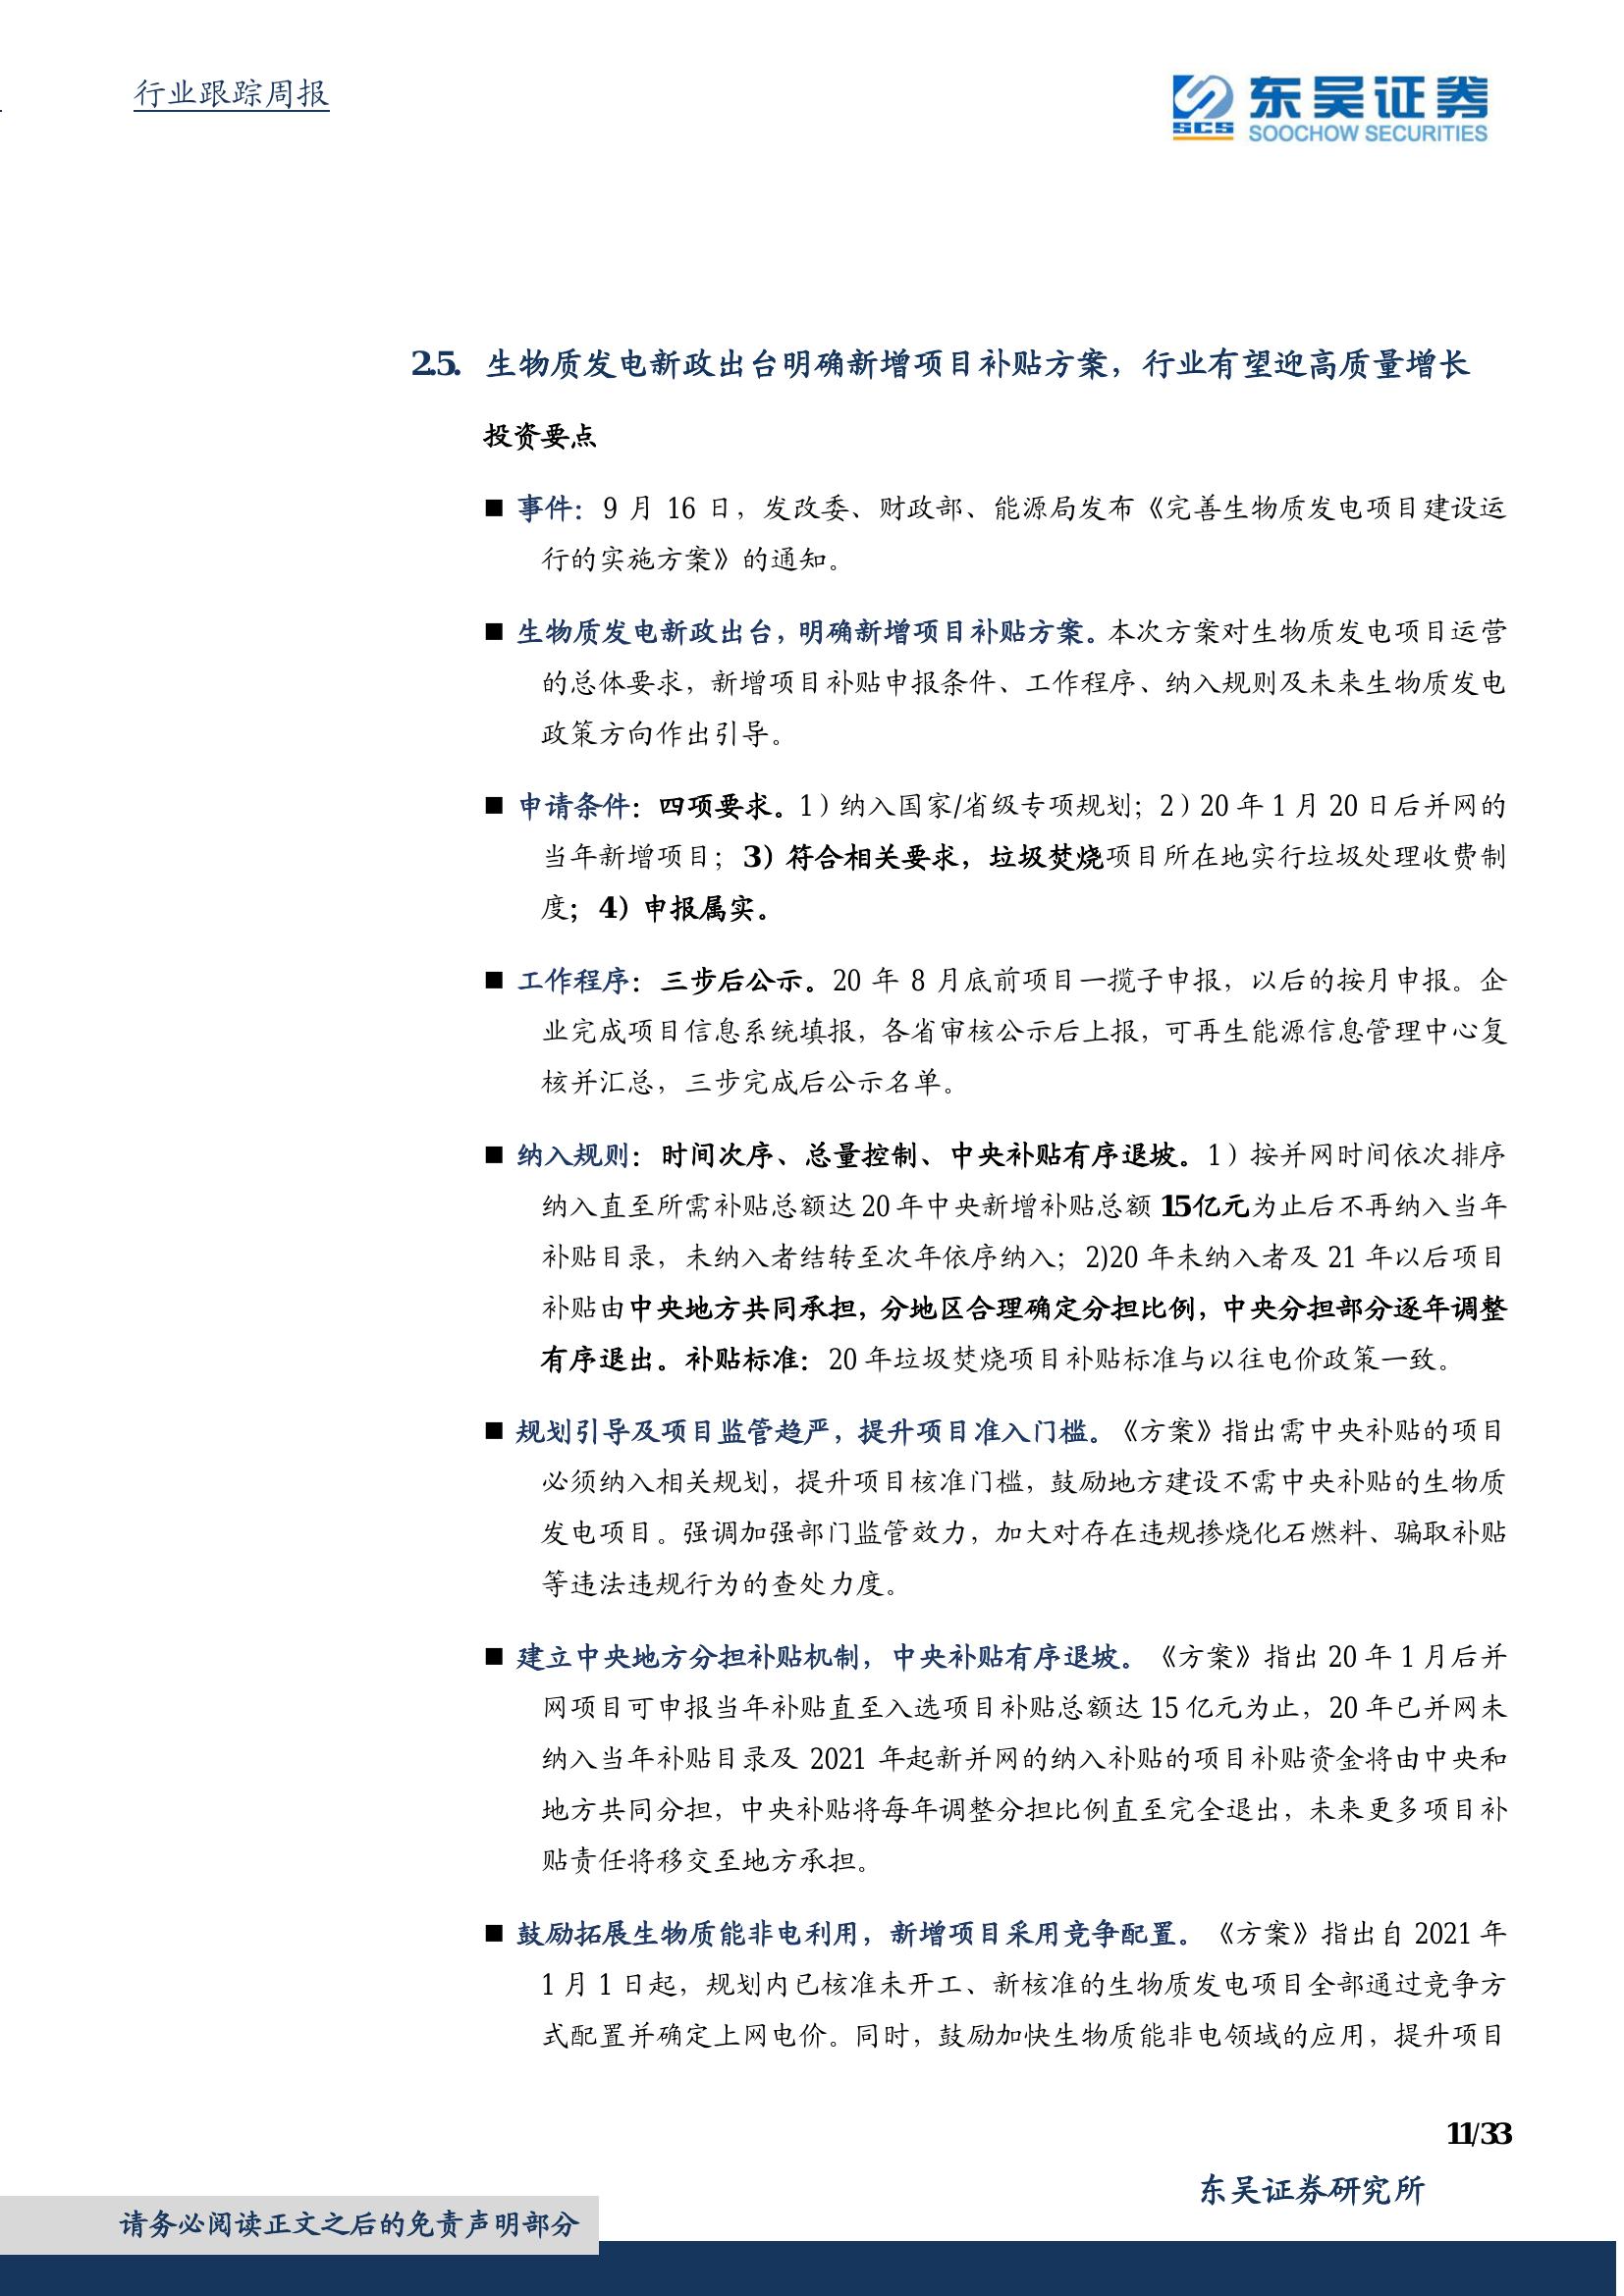 行业跟踪周报
SCS
东吴证券
SOOCHOW SECURITIES
2.5. 生物质发电新政出台明确新增项目补贴方案，行业有望迎高质量增长
投资要点
■ 事件：9 月 16 日，发改委、财政部、能源局发布《完善生物质发电项目建设运
行的实施方案》的通知。
■ 生物质发电新政出台，明确新增项目补贴方案。本次方案对生物质发电项目运营
的总体要求，新增项目补贴申报条件、工作程序、纳入规则及未来生物质发电
政策方向作出引导。
■ 申请条件：四项要求。1）纳入国家/省级专项规划；2）20 年 1 月 20 日后并网的
当年新增项目；3）符合相关要求，垃圾焚烧项目所在地实行垃圾处理收费制
度；4）申报属实。
■ 工作程序：三步后公示。20 年 8 月底前项目一揽子申报，以后的按月申报。企
业完成项目信息系统填报，各省审核公示后上报，可再生能源信息管理中心复
核并汇总，三步完成后公示名单。
■ 纳入规则：时间次序、总量控制、中央补贴有序退坡。1）按并网时间依次排序
纳入直至所需补贴总额达 20 年中央新增补贴总额 15亿元为止后不再纳入当年
补贴目录，未纳入者结转至次年依序纳入；2)20 年未纳入者及 21 年以后项目
补贴由中央地方共同承担，分地区合理确定分担比例，中央分担部分逐年调整
有序退出。补贴标准：20 年垃圾焚烧项目补贴标准与以往电价政策一致。
■ 规划引导及项目监管趋严，提升项目准入门槛。《方案》指出需中央补贴的项目
必须纳入相关规划，提升项目核准门槛，鼓励地方建设不需中央补贴的生物质
发电项目。强调加强部门监管效力，加大对存在违规掺烧化石燃料、骗取补贴
等违法违规行为的查处力度。
■ 建立中央地方分担补贴机制，中央补贴有序退坡。《方案》指出 20 年 1 月后并
网项目可申报当年补贴直至入选项目补贴总额达 15 亿元为止，20 年已并网未
纳入当年补贴目录及 2021 年起新并网的纳入补贴的项目补贴资金将由中央和
地方共同分担，中央补贴将每年调整分担比例直至完全退出，未来更多项目补
贴责任将移交至地方承担。
■ 鼓励拓展生物质能非电利用，新增项目采用竞争配置。《方案》指出自 2021 年
1 月 1 日起，规划内已核准未开工、新核准的生物质发电项目全部通过竞争方
式配置并确定上网电价。同时，鼓励加快生物质能非电领域的应用，提升项目
11/33
东吴证券研究所
请务必阅读正文之后的免责声明部分